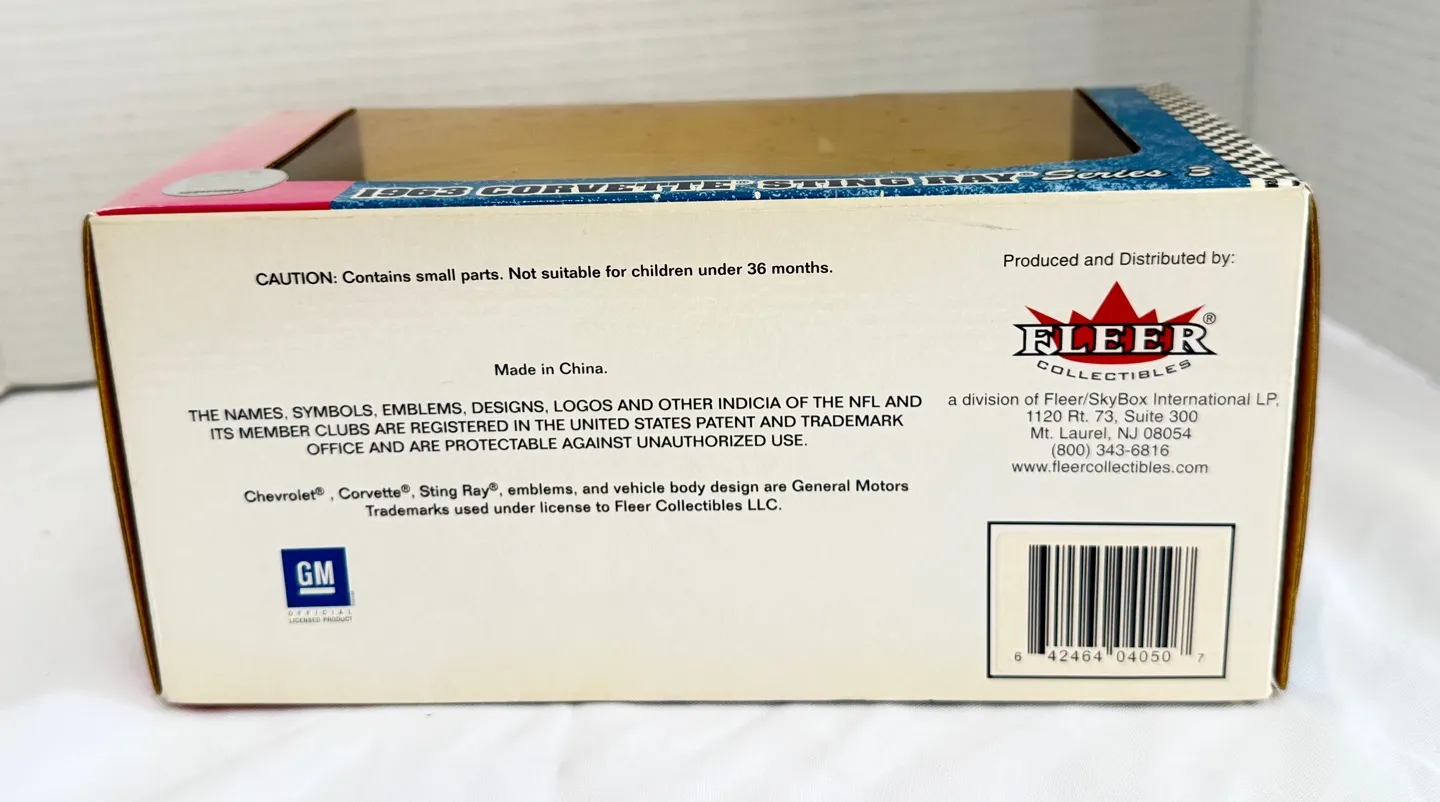 1963 CORVETTE® STING RAY® Series 3
CAUTION: Contains small parts. Not suitable for children under 36 months.
Made in China.
THE NAMES, SYMBOLS, EMBLEMS, DESIGNS, LOGOS AND OTHER INDICIA OF THE NFL AND
ITS MEMBER CLUBS ARE REGISTERED IN THE UNITED STATES PATENT AND TRADEMARK
OFFICE AND ARE PROTECTABLE AGAINST UNAUTHORIZED USE.
Chevrolet® , Corvette®, Sting Ray®, emblems, and vehicle body design are General Motors
Trademarks used under license to Fleer Collectibles LLC.
GM
OFFICIAL
LICENSED PRODUCT
Produced and Distributed by:
FLEER®
COLLECTIBLES
a division of Fleer/SkyBox International LP,
1120 Rt. 73, Suite 300
Mt. Laurel, NJ 08054
(800) 343-6816
www.fleercollectibles.com
6 42464 04050 7